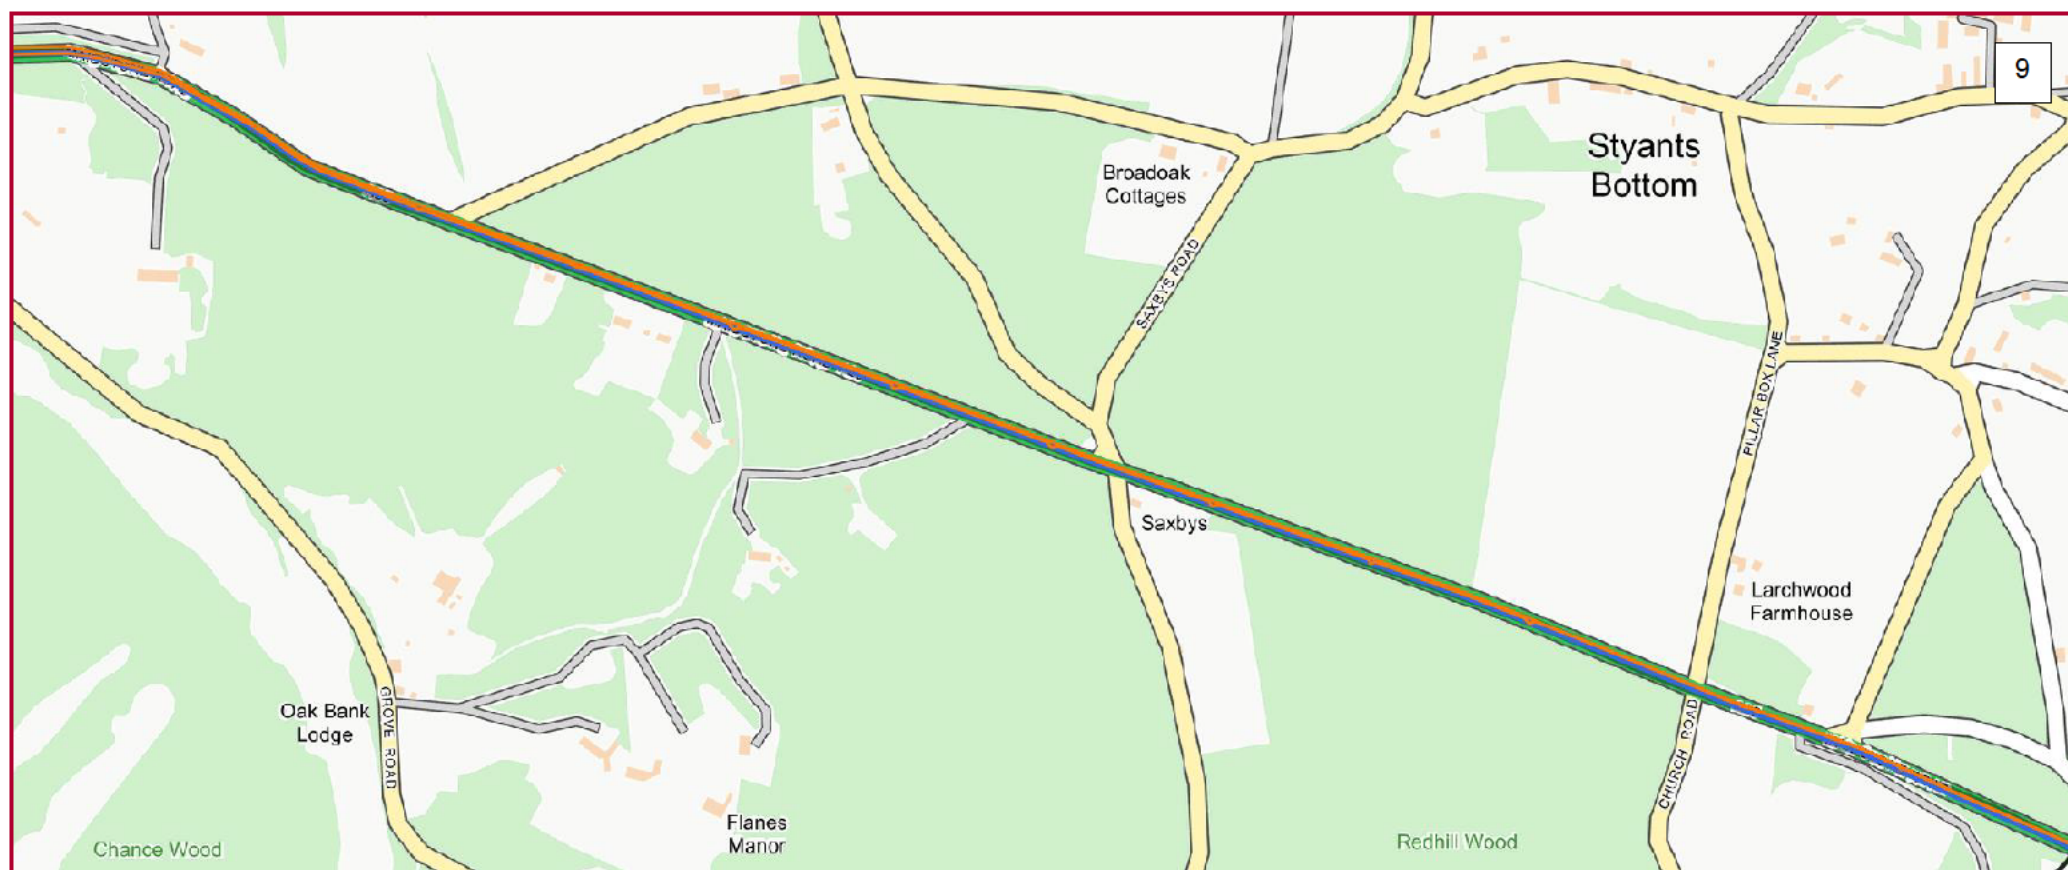 9
Styants
Bottom
Broadoak
Cottages
SAXBYS ROAD
PILLAR BOX LANE
Saxbys
Larchwood
Farmhouse
Oak Bank
Lodge
GROVE ROAD
CHURCH ROAD
Flanes
Manor
Chance Wood
Redhill Wood